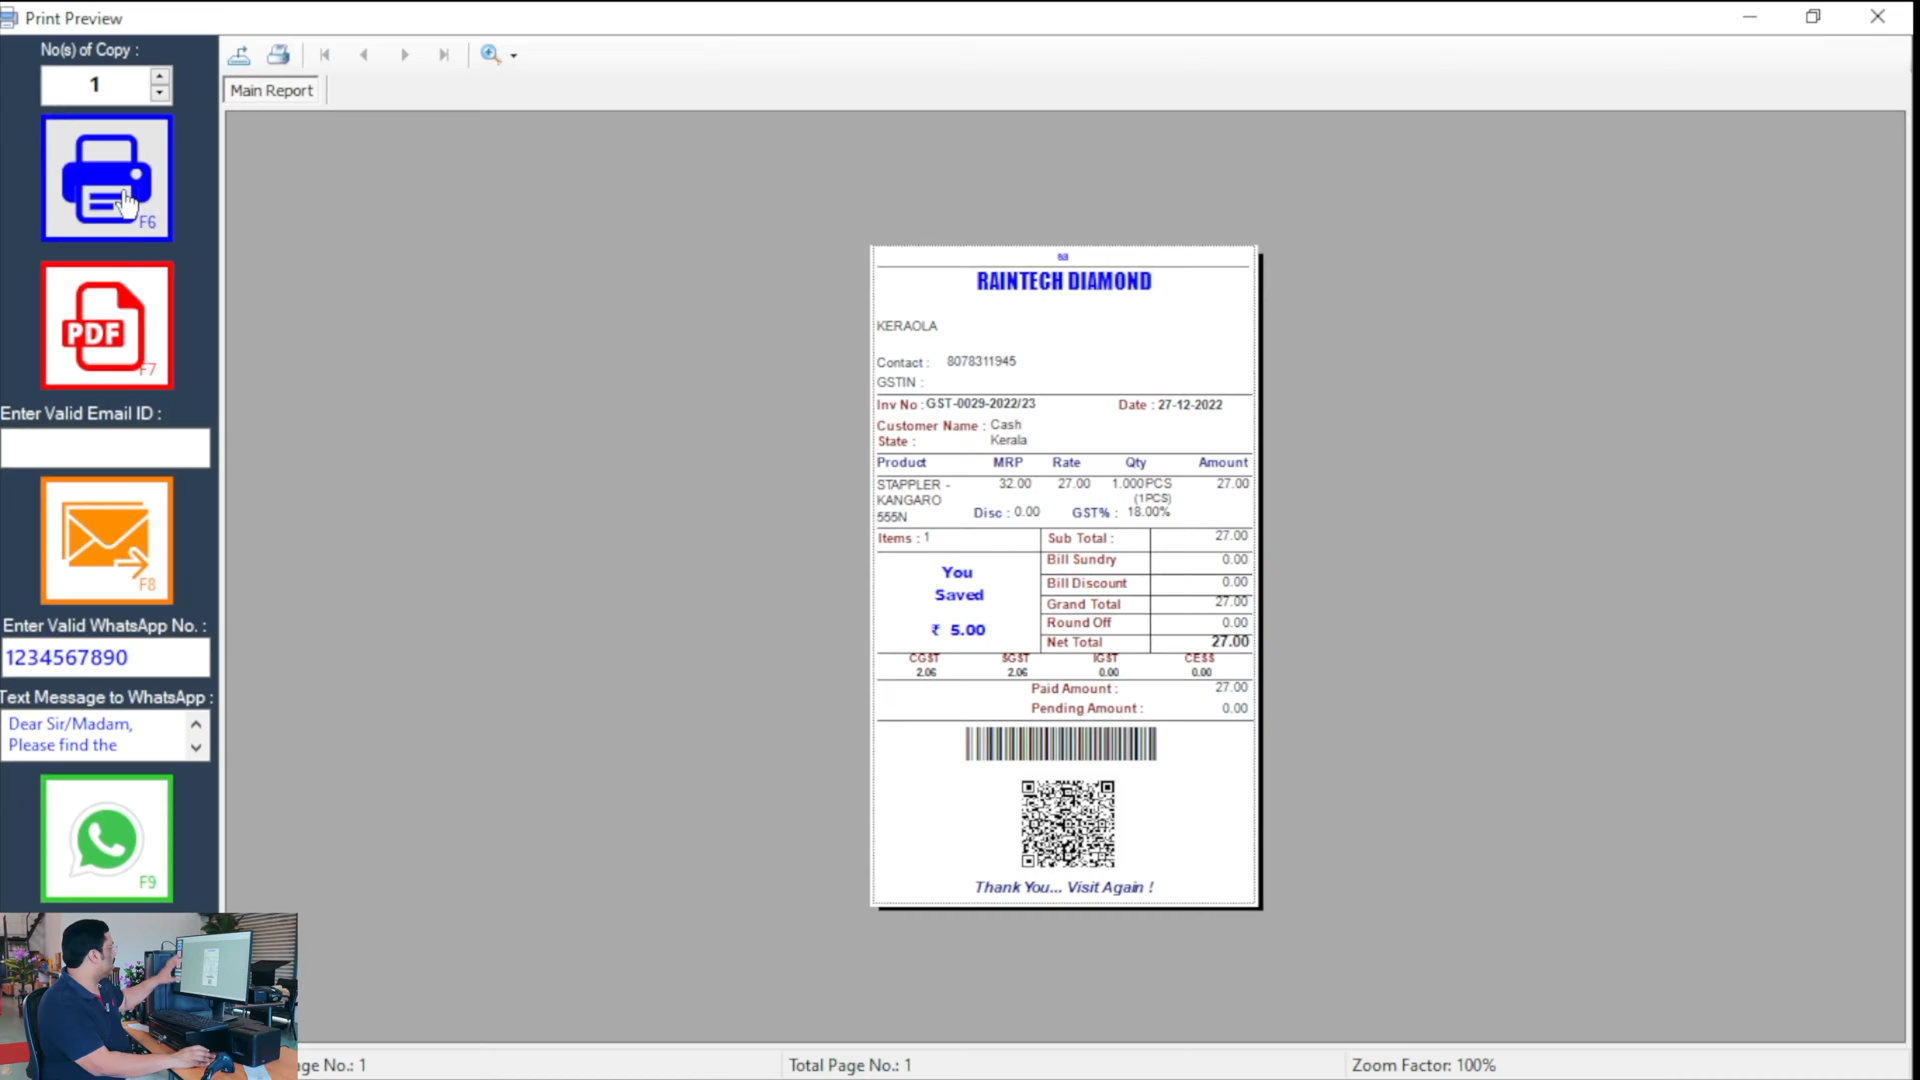 Print Preview
No(s) of Copy :
1
F6
PDF
F7
Enter Valid Email ID :
F8
Enter Valid WhatsApp No. :
1234567890
Text Message to WhatsApp :
Dear Sir/Madam,
Please find the
F9
Main Report
RAINTECH DIAMOND
KERAOLA
Contact : 8078311945
GSTIN :
Inv No : GST-0029-2022/23 Date : 27-12-2022
Customer Name : Cash
State : Kerala
Product MRP Rate Qty Amount
STAPPLER - 32.00 27.00 1.000PCS 27.00
KANGARO (1PCS)
555N Disc : 0.00 GST% : 18.00%
Items : 1 Sub Total : 27.00
Bill Sundry 0.00
You Bill Discount 0.00
Saved Grand Total 27.00
₹ 5.00 Round Off 0.00
Net Total 27.00
CGST SGST IGST CESS
2.06 2.06 0.00 0.00
Paid Amount : 27.00
Pending Amount : 0.00
Thank You... Visit Again !
ge No.: 1 Total Page No.: 1 Zoom Factor: 100%